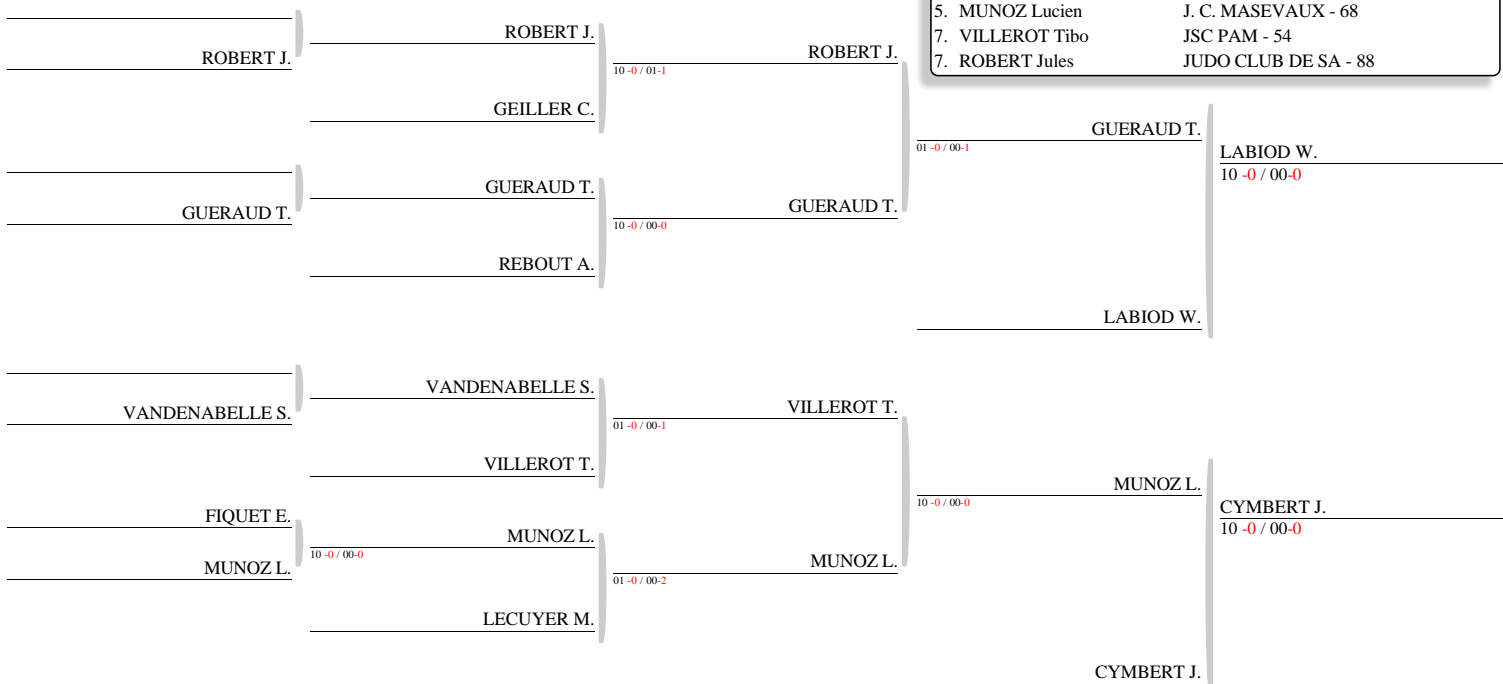 5. MUNOZ Lucien J. C. MASEVAUX - 68
7. VILLEROT Tibo JSC PAM - 54
7. ROBERT Jules JUDO CLUB DE SA - 88
ROBERT J.
ROBERT J.
GEILLER C.
ROBERT J.
10 -0 / 01-1
GUERAUD T.
GUERAUD T.
REBOUT A.
GUERAUD T.
10 -0 / 00-0
GUERAUD T.
01 -0 / 00-1
LABIOD W.
LABIOD W.
10 -0 / 00-0
VANDENABELLE S.
VANDENABELLE S.
VILLEROT T.
VILLEROT T.
01 -0 / 00-1
FIQUET E.
MUNOZ L.
MUNOZ L.
10 -0 / 00-0
LECUYER M.
MUNOZ L.
01 -0 / 00-2
MUNOZ L.
10 -0 / 00-0
CYMBERT J.
CYMBERT J.
10 -0 / 00-0